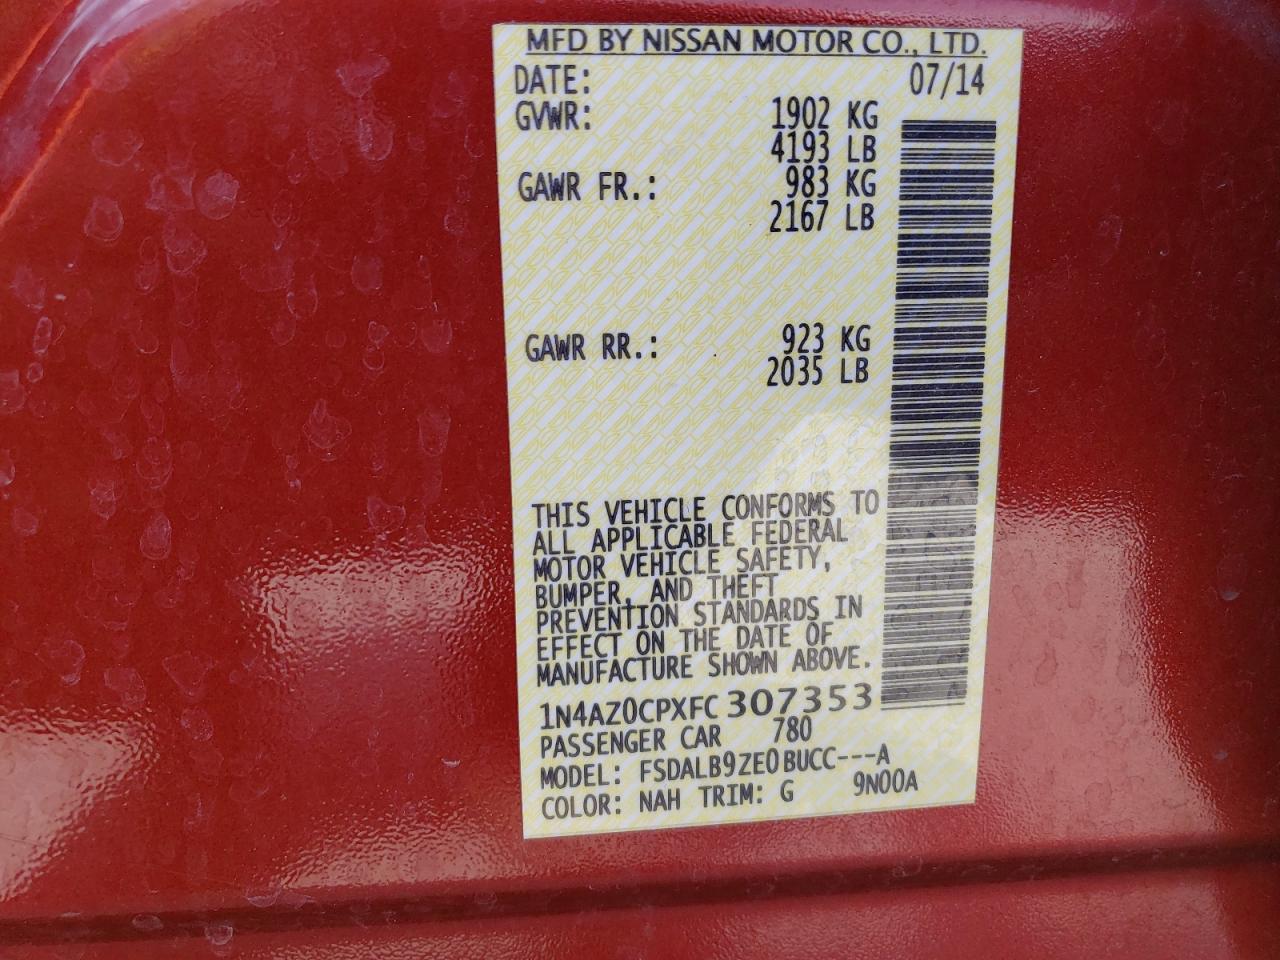 MFD BY NISSAN MOTOR CO., LTD.
DATE: 07/14
GVWR: 1902 KG
4193 LB
GAWR FR.: 983 KG
2167 LB
GAWR RR.: 923 KG
2035 LB
THIS VEHICLE CONFORMS TO
ALL APPLICABLE FEDERAL
MOTOR VEHICLE SAFETY,
BUMPER, AND THEFT
PREVENTION STANDARDS IN
EFFECT ON THE DATE OF
MANUFACTURE SHOWN ABOVE.
1N4AZ0CPXFC307353
PASSENGER CAR 780
MODEL: FSDALB9ZE0BUCC---A
COLOR: NAH TRIM: G 9N00A